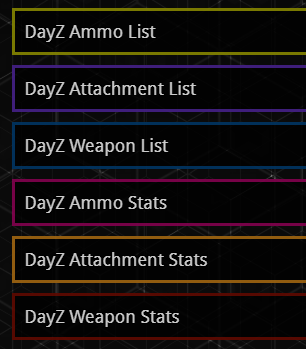 DayZ Ammo List
DayZ Attachment List
DayZ Weapon List
DayZ Ammo Stats
DayZ Attachment Stats
DayZ Weapon Stats